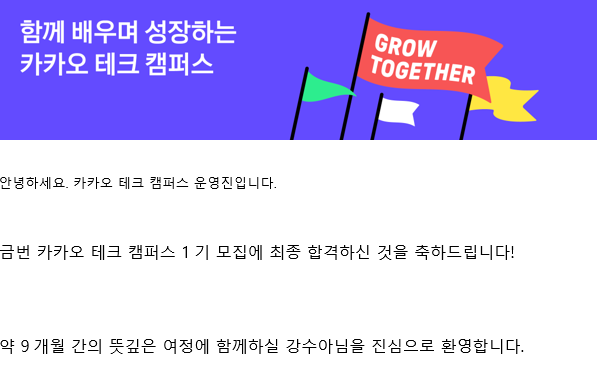 함께 배우며 성장하는
카카오 테크 캠퍼스
GROW
TOGETHER
안녕하세요. 카카오 테크 캠퍼스 운영진입니다.
금번 카카오 테크 캠퍼스 1 기 모집에 최종 합격하신 것을 축하드립니다!
약 9 개월 간의 뜻깊은 여정에 함께하실 강수아님을 진심으로 환영합니다.